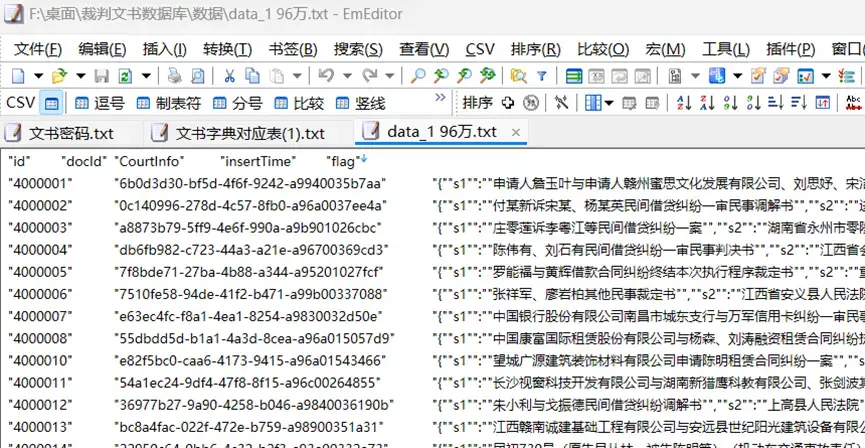 F:\桌面\裁判文书数据库\数据\data_1 96万.txt - EmEditor
文件(F) 编辑(E) 插入(I) 转换(T) 书签(B) 搜索(S) 查看(V) CSV 排序(R) 比较(O) 宏(M) 工具(L) 插件(P) 窗口
CSV 逗号 制表符 分号 比较 竖线 » 排序
文书密码.txt 文书字典对应表(1).txt data_1 96万.txt ×
"id" "docId" "CourtInfo" "insertTime" "flag"↓
"4000001" "6b0d3d30-bf5d-4f6f-9242-a9940035b7aa" "{""s1"":""申请人詹玉叶与申请人赣州蜜思文化发展有限公司、刘思妤、宋
"4000002" "0c140996-278d-4c57-8fb0-a96a0037ee4a" "{""s1"":""付某新诉宋某、杨某英民间借贷纠纷一审民事调解书"",""s2"":""
"4000003" "a8873b79-5ff9-4e6f-990a-a9b901026cbc" "{""s1"":""庄零莲诉李粤江等民间借贷纠纷一案"",""s2"":""湖南省永州市零陵
"4000004" "db6fb982-c723-44a3-a21e-a96700369cd3" "{""s1"":""陈伟有、刘石有民间借贷纠纷一审民事判决书"",""s2"":""江西省
"4000005" "7f8bde71-27ba-4b88-a344-a95201027fcf" "{""s1"":""罗能福与黄辉借款合同纠纷终结本次执行程序裁定书"",""s2"":""
"4000006" "7510fe58-94de-41f2-b471-a99b00337088" "{""s1"":""张祥军、廖岩柏其他民事裁定书"",""s2"":""江西省安义县人民法院
"4000007" "e63ec4fc-f8a1-4ea1-8254-a9830032d50e" "{""s1"":""中国银行股份有限公司南昌市城东支行与万军信用卡纠纷一审民事
"4000008" "55dbdd5d-b1a1-4a3d-8cea-a96a015057d9" "{""s1"":""中国康富国际租赁股份有限公司与杨森、刘涛融资租赁合同纠纷
"4000010" "e82f5bc0-caa6-4173-9415-a96a01543466" "{""s1"":""望城广源建筑装饰材料有限公司申请陈明租赁合同纠纷一案"",""s
"4000011" "54a1ec24-9df4-47f8-8f15-a96c00264855" "{""s1"":""长沙视窗科技开发有限公司与湖南新猎鹰科教有限公司、张剑波
"4000012" "36977b27-9a90-4258-b046-a9840036190b" "{""s1"":""朱小利与戈振德民间借贷纠纷调解书"",""s2"":""上高县人民法院"
"4000013" "bc8a4fac-022f-472e-b759-a98900351a31" "{""s1"":""江西赣南诚建基础工程有限公司与安远县世纪阳光建筑设备有限